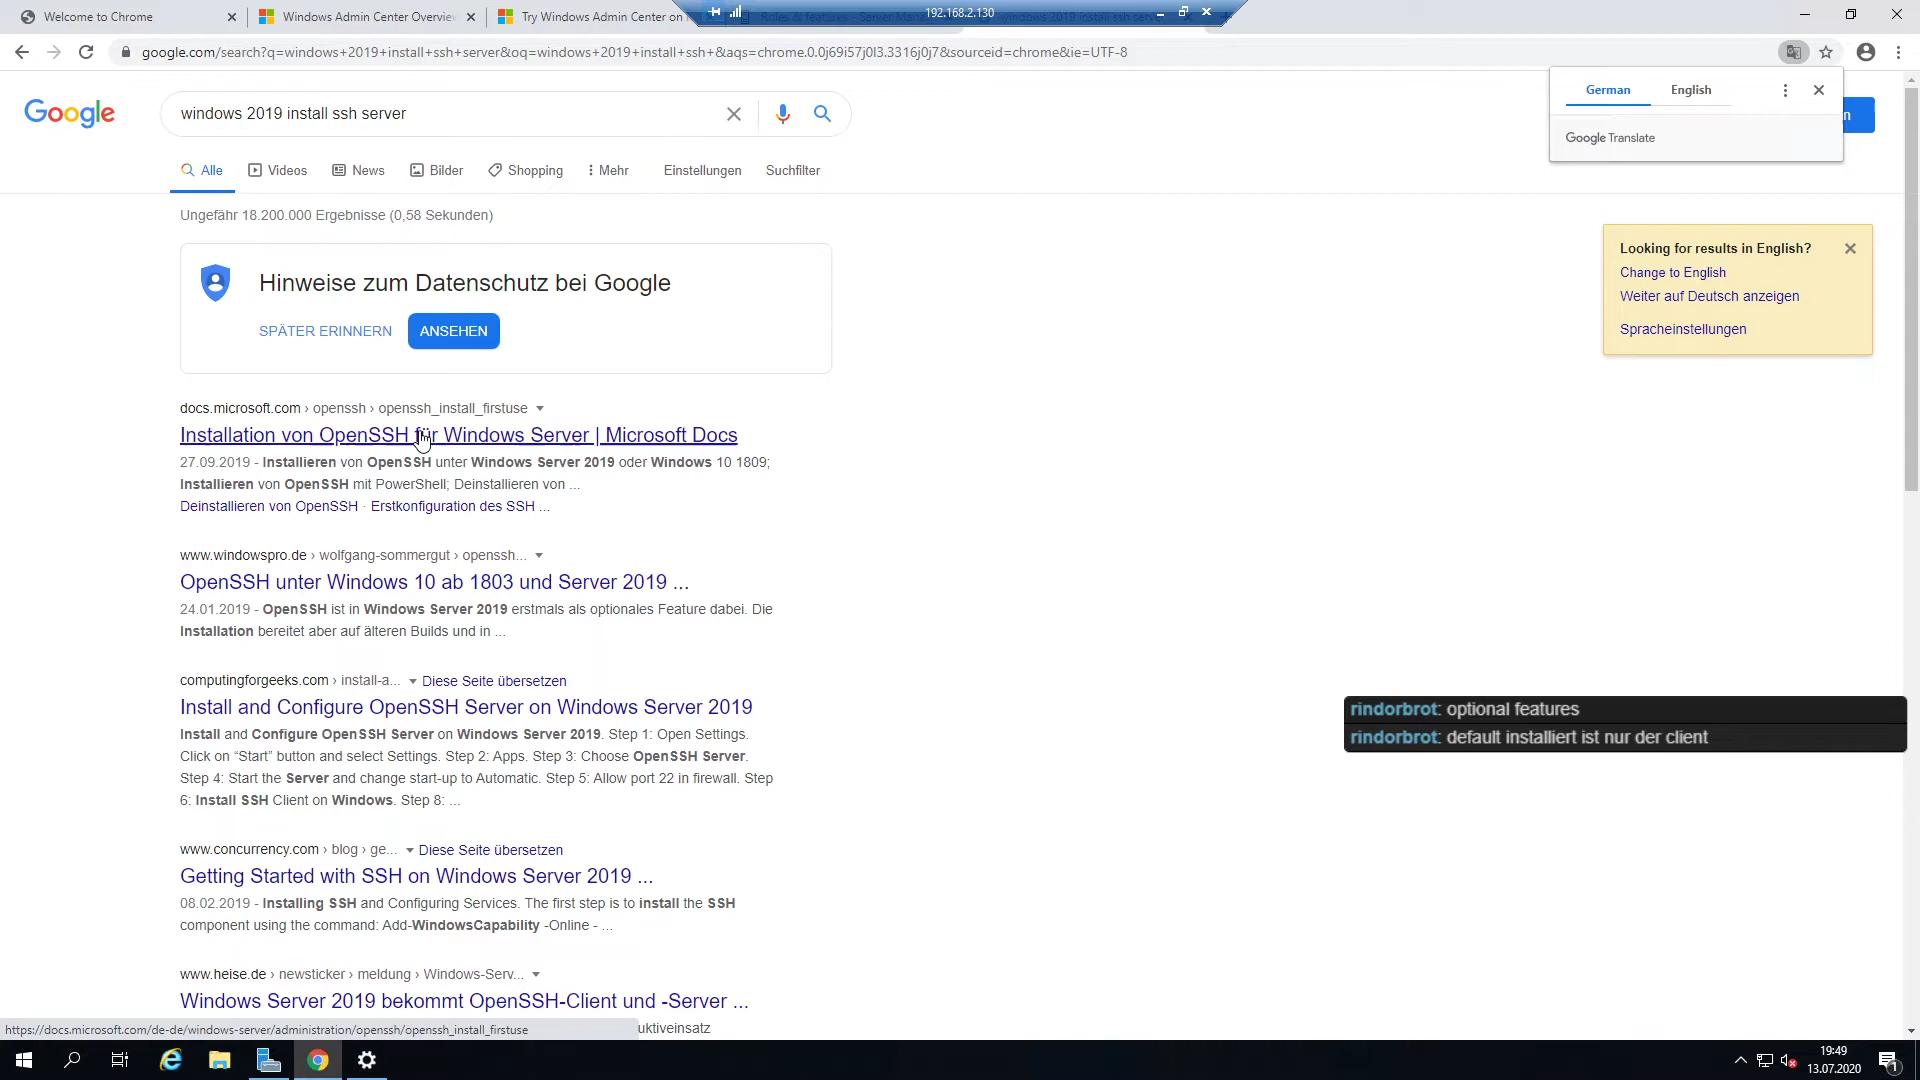 Welcome to Chrome
Windows Admin Center Overview
Try Windows Admin Center on
192.168.2.130
google.com/search?q=windows+2019+install+ssh+server&oq=windows+2019+install+ssh+&aqs=chrome.0.0j69i57j0l3.3316j0j7&sourceid=chrome&ie=UTF-8
Google
windows 2019 install ssh server
German
English
Google Translate
Alle
Videos
News
Bilder
Shopping
Mehr
Einstellungen
Suchfilter
Ungefähr 18.200.000 Ergebnisse (0,58 Sekunden)
Hinweise zum Datenschutz bei Google
SPÄTER ERINNERN
ANSEHEN
Looking for results in English?
Change to English
Weiter auf Deutsch anzeigen
Spracheinstellungen
docs.microsoft.com › openssh › openssh_install_firstuse
Installation von OpenSSH für Windows Server | Microsoft Docs
27.09.2019 - Installieren von OpenSSH unter Windows Server 2019 oder Windows 10 1809;
Installieren von OpenSSH mit PowerShell; Deinstallieren von ...
Deinstallieren von OpenSSH · Erstkonfiguration des SSH ...
www.windowspro.de › wolfgang-sommergut › openssh...
OpenSSH unter Windows 10 ab 1803 und Server 2019 ...
24.01.2019 - OpenSSH ist in Windows Server 2019 erstmals als optionales Feature dabei. Die
Installation bereitet aber auf älteren Builds und in ...
computingforgeeks.com › install-a...
Diese Seite übersetzen
Install and Configure OpenSSH Server on Windows Server 2019
Install and Configure OpenSSH Server on Windows Server 2019. Step 1: Open Settings.
Click on “Start” button and select Settings. Step 2: Apps. Step 3: Choose OpenSSH Server.
Step 4: Start the Server and change start-up to Automatic. Step 5: Allow port 22 in firewall. Step
6: Install SSH Client on Windows. Step 8: ...
rindorbrot: optional features
rindorbrot: default installiert ist nur der client
www.concurrency.com › blog › ge...
Diese Seite übersetzen
Getting Started with SSH on Windows Server 2019 ...
08.02.2019 - Installing SSH and Configuring Services. The first step is to install the SSH
component using the command: Add-WindowsCapability -Online - ...
www.heise.de › newsticker › meldung › Windows-Serv...
Windows Server 2019 bekommt OpenSSH-Client und -Server ...
https://docs.microsoft.com/de-de/windows-server/administration/openssh/openssh_install_firstuse
uktiveinsatz
19:49
13.07.2020
1